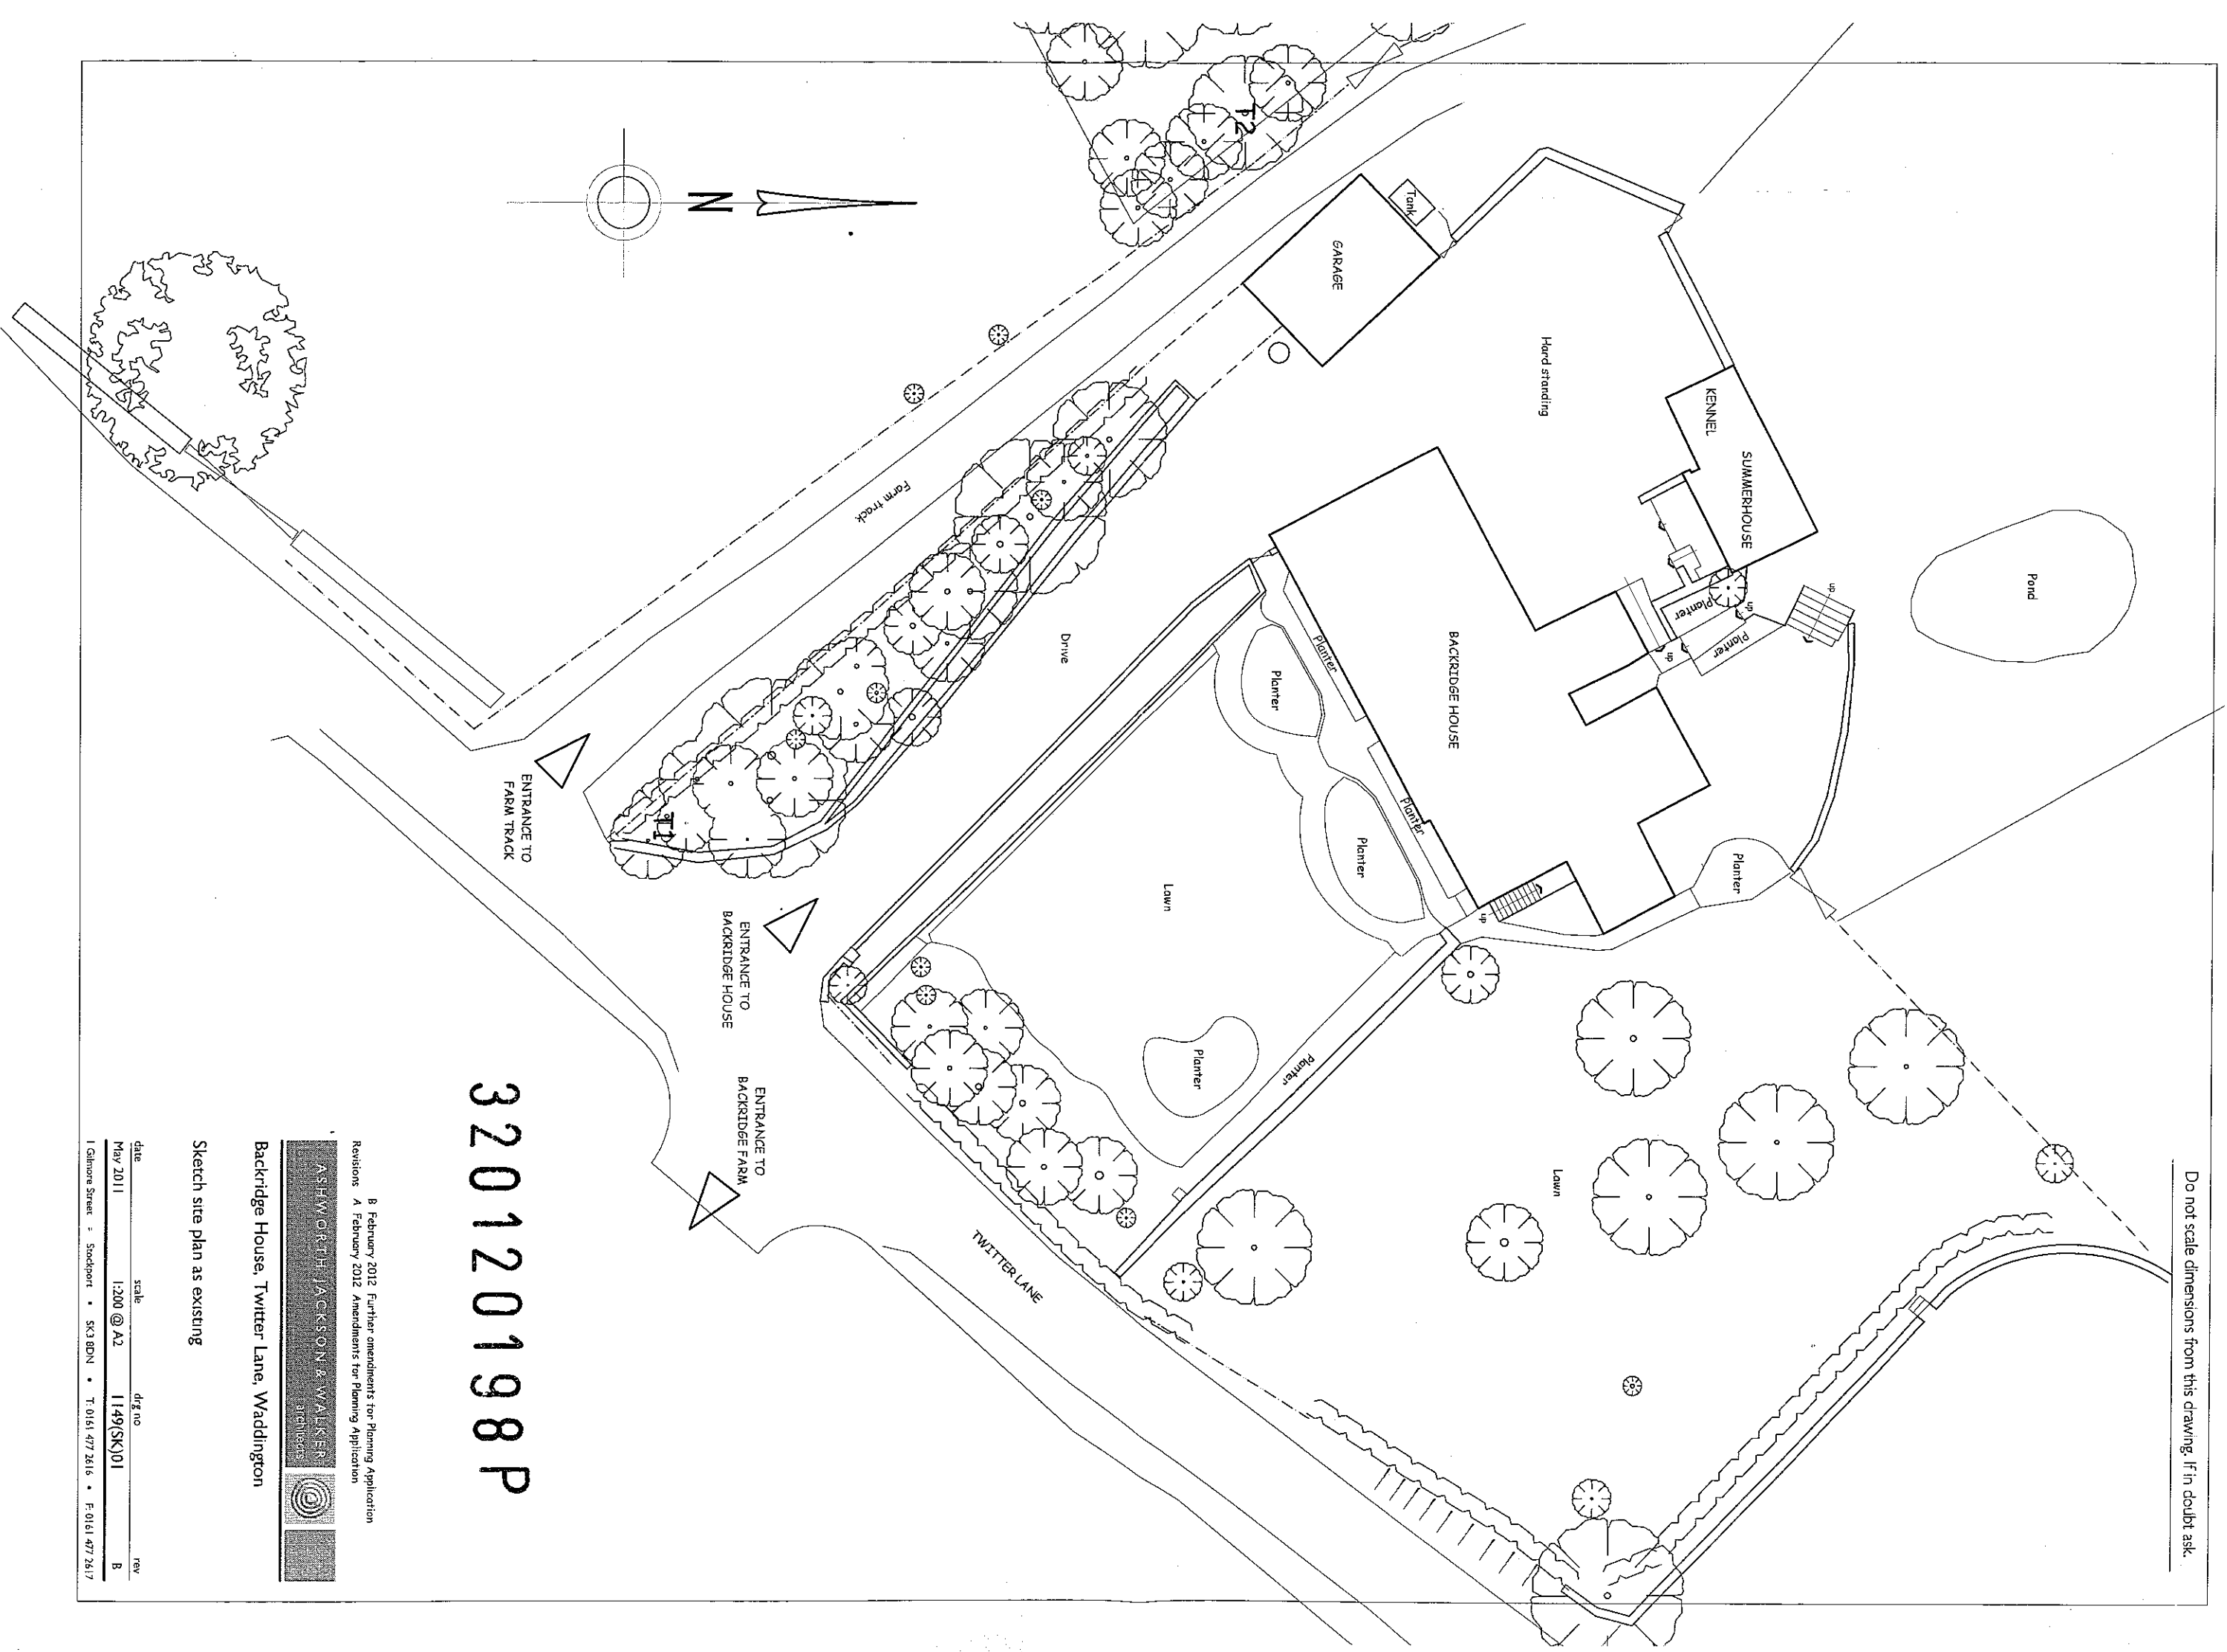 Do not scale dimensions from this drawing. If in doubt ask.
Pond
T2
Tank
GARAGE
Hard standing
KENNEL
SUMMERHOUSE
up
up
up
Planter
Planter
BACKRIDGE HOUSE
Planter
Planter
Planter
Planter
Planter
up
Lawn
Lawn
Planter
Planter
Drive
Farm track
N
T1
ENTRANCE TO
FARM TRACK
ENTRANCE TO
BACKRIDGE HOUSE
ENTRANCE TO
BACKRIDGE FARM
TWITTER LANE
320120198P
B February 2012 Further amendments for Planning Application
Revisions A February 2012 Amendments for Planning Application
ASHWORTH JACKSON & WALKER
architects
Backridge House, Twitter Lane, Waddington
Sketch site plan as existing
date scale drg no rev
May 2011 1:200 @ A2 1149(SK)01 B
1 Gilmore Street = Stockport • SK3 8DN • T: 0161 477 2616 • F: 0161 477 2617